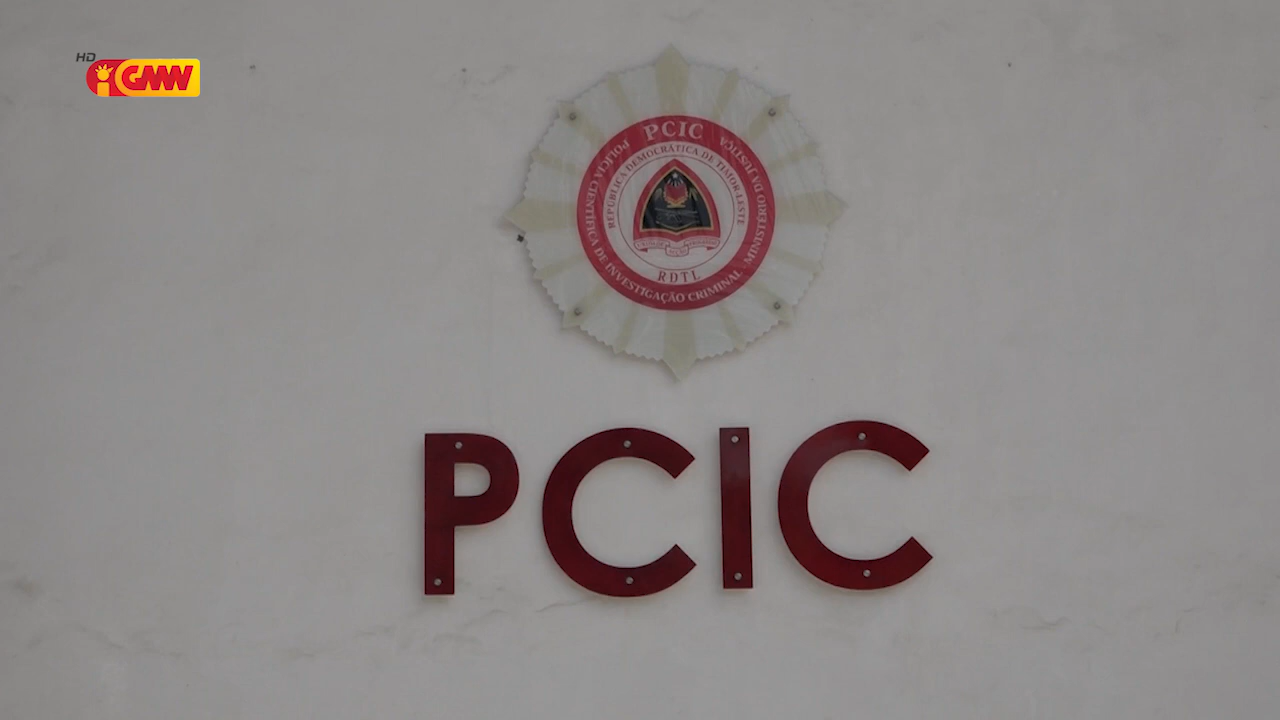 HD
GMN
PCIC
POLÍCIA CIENTÍFICA DE INVESTIGAÇÃO CRIMINAL
MINISTÉRIO DA JUSTIÇA
REPÚBLICA DEMOCRÁTICA DE TIMOR-LESTE
RDTL
PCIC